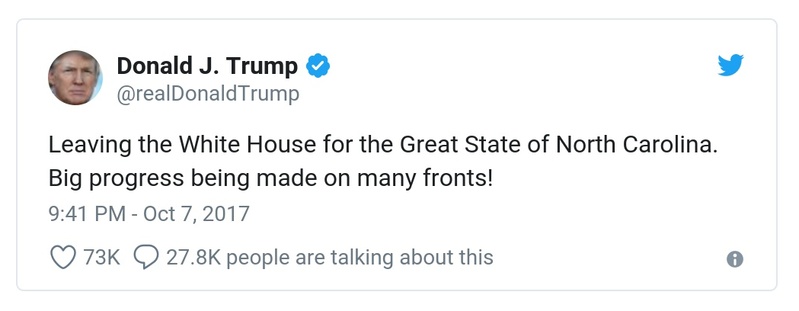 Donald J. Trump
@realDonaldTrump
Leaving the White House for the Great State of North Carolina.
Big progress being made on many fronts!
9:41 PM - Oct 7, 2017
73K 27.8K people are talking about this